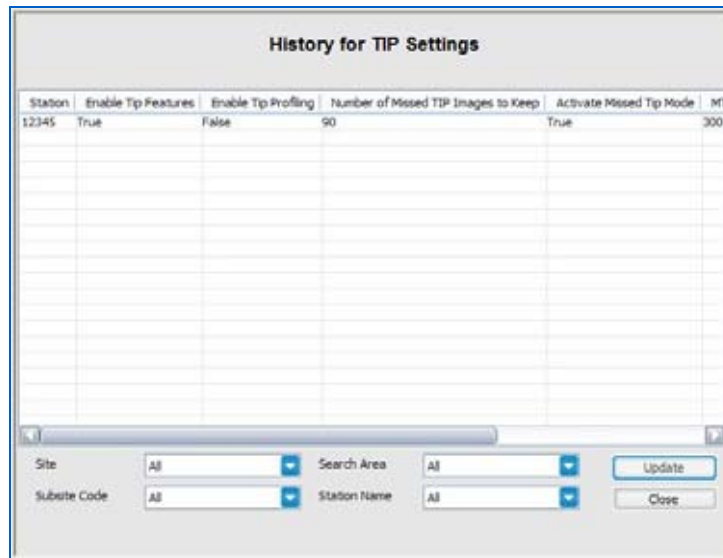 History for TIP Settings
Station Enable Tip Features Enable Tip Profiling Number of Missed TIP Images to Keep Activate Missed Tip Mode
12345 True False 90 True 300
Site All Search Area All Update
Subsite Code All Station Name All Close